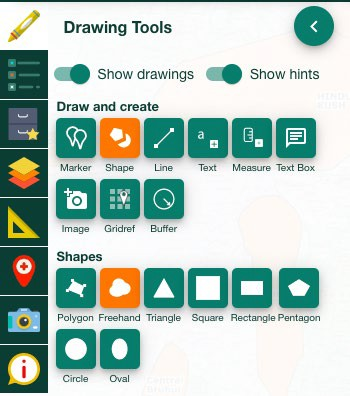 Drawing Tools
Show drawings Show hints
Draw and create
a
Marker Shape Line Text Measure Text Box
Image Gridref Buffer
Shapes
Polygon Freehand Triangle Square Rectangle Pentagon
Circle Oval